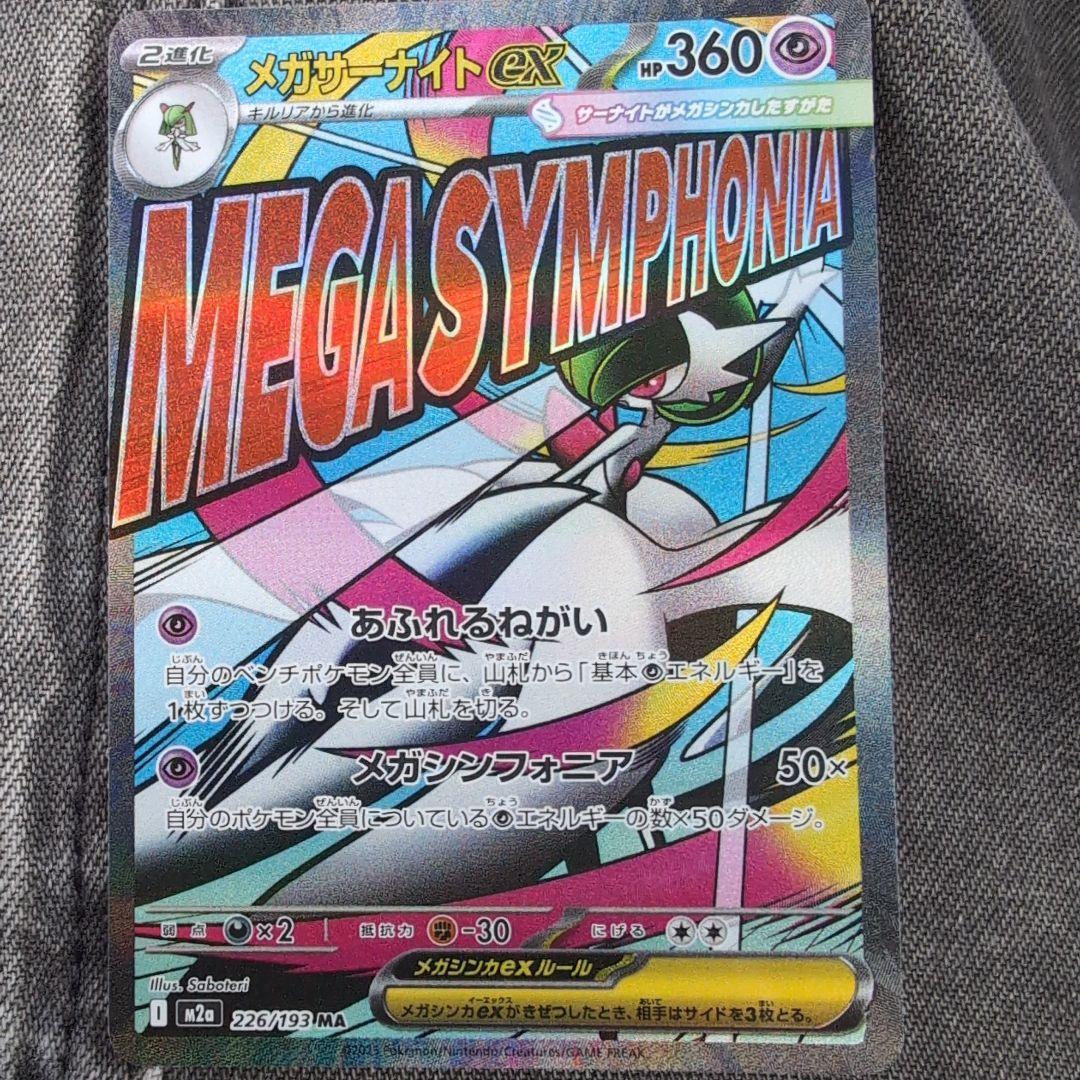 2進化
メガサーナイトex
HP360
キルリアから進化
サーナイトがメガシンカしたすがた
MEGASYMPHONIA
あふれるねがい
自分のベンチポケモン全員に、山札から「基本エネルギー」を
1枚ずつつける。そして山札を切る。
メガシンフォニア 50×
自分のポケモン全員についているエネルギーの数×50ダメージ。
弱点 ×2 抵抗力 -30 にげる
メガシンカexルール
メガシンカexがきぜつしたとき、相手はサイドを3枚とる。
Illus. Saboteri
I m2a 226/193 MA
©2025 Pokémon/Nintendo/Creatures/GAME FREAK